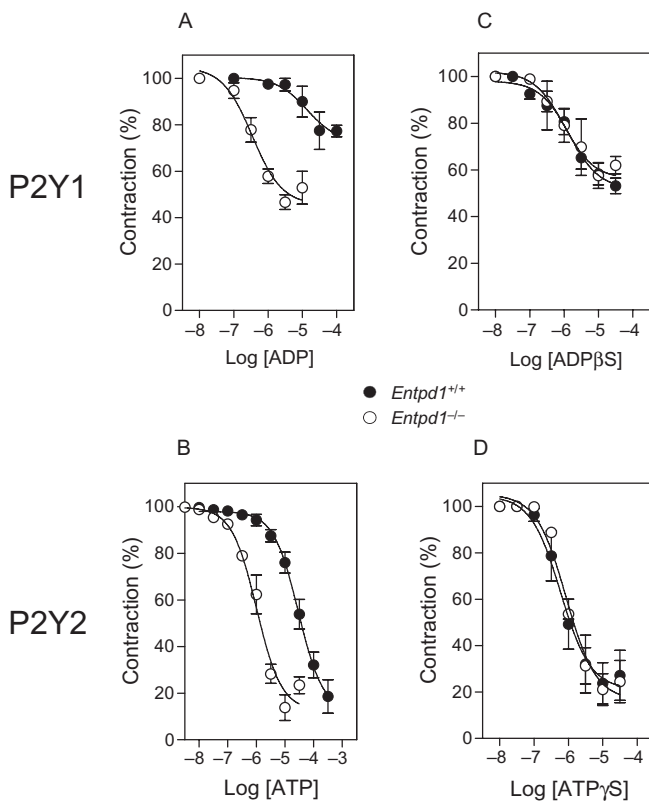 A
C
P2Y1
Contraction (%)
100
80
60
40
20
0
−8 −7 −6 −5 −4
Log [ADP]
Contraction (%)
100
80
60
40
20
0
−8 −7 −6 −5 −4
Log [ADPβS]
Entpd1+/+
Entpd1−/−
B
D
P2Y2
Contraction (%)
100
80
60
40
20
0
−8 −7 −6 −5 −4 −3
Log [ATP]
Contraction (%)
100
80
60
40
20
0
−8 −7 −6 −5 −4
Log [ATPγS]